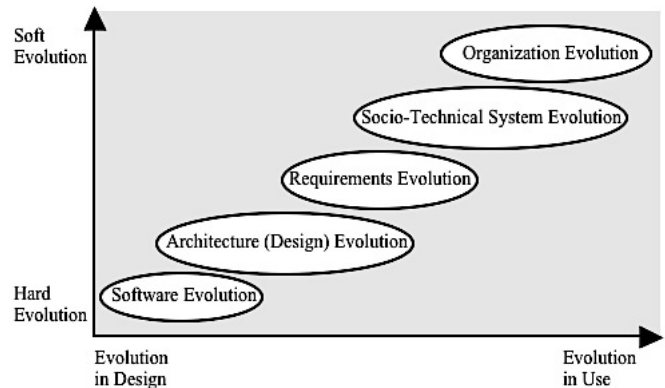 Soft
Evolution
Organization Evolution
Socio-Technical System Evolution
Requirements Evolution
Architecture (Design) Evolution
Software Evolution
Hard
Evolution
Evolution
in Design
Evolution
in Use